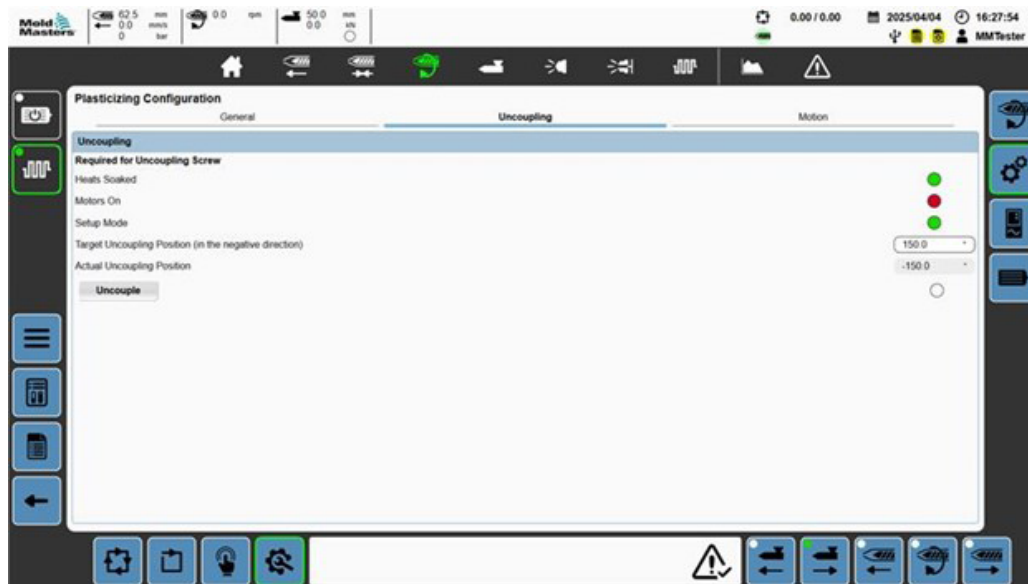 Mold Masters
62.5 mm
0.0 mm/s
0 bar
0.0 rpm
50.0 mm
0.0 kN
0.00 / 0.00
2025/04/04
16:27:54
MMTester
Plasticizing Configuration
General
Uncoupling
Motion
Uncoupling
Required for Uncoupling Screw
Heats Soaked
Motors On
Setup Mode
Target Uncoupling Position (in the negative direction) 150.0 °
Actual Uncoupling Position -150.0 °
Uncouple